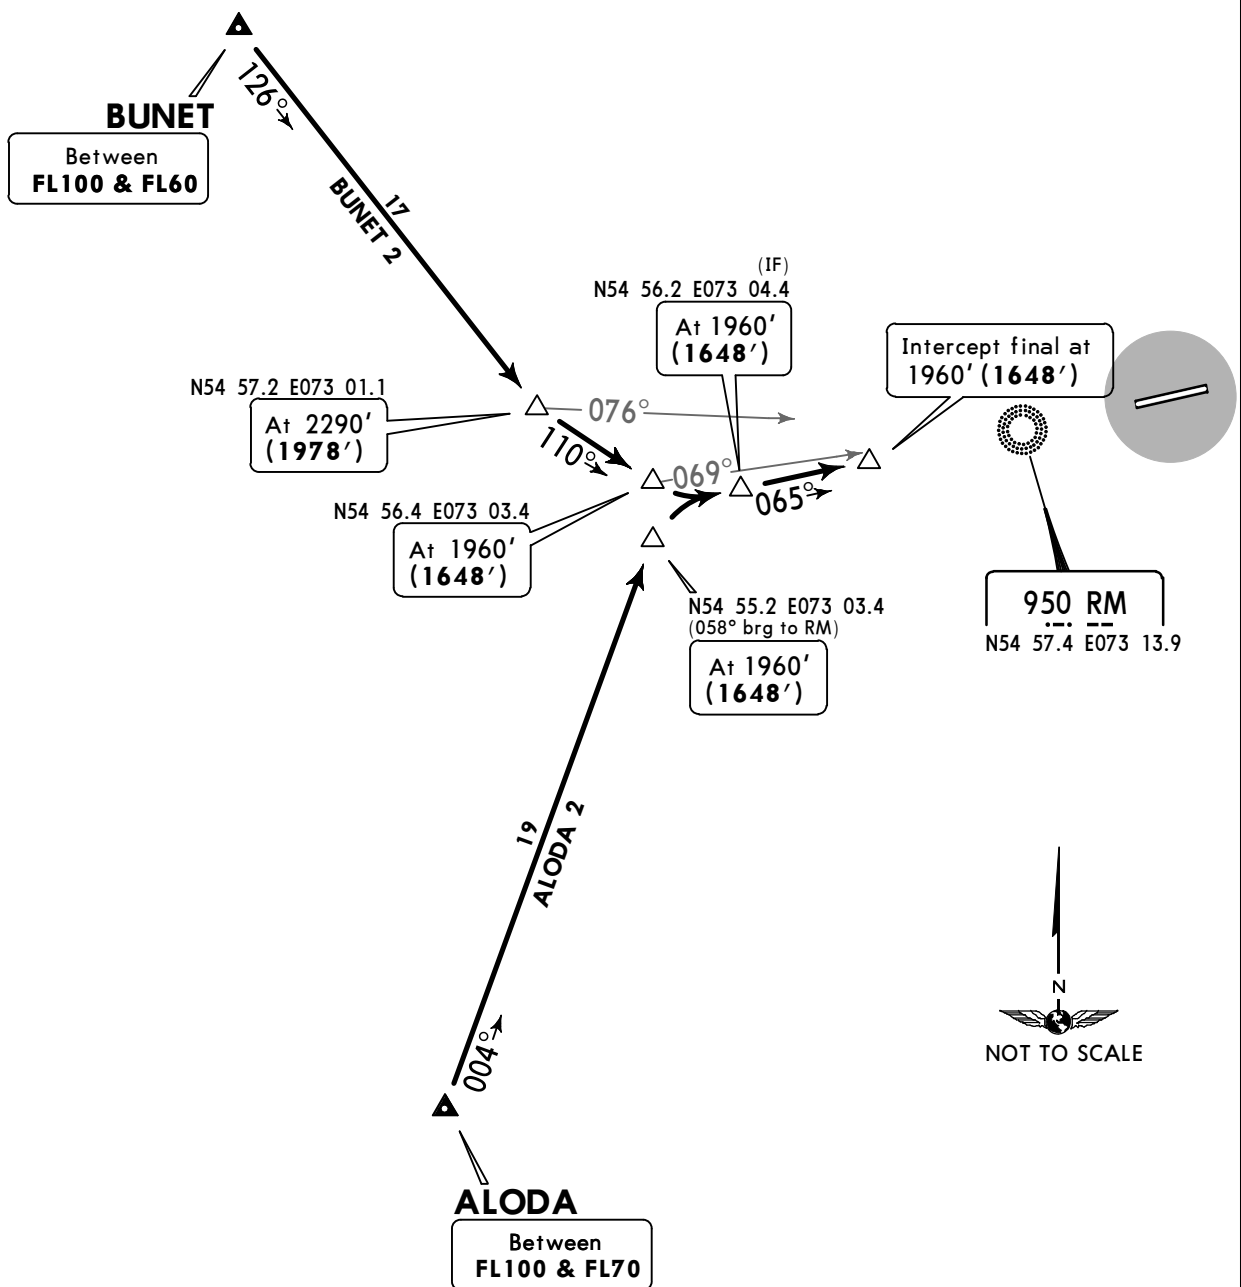 126°
BUNET
Between
FL100 & FL60
17
BUNET 2
(IF)
N54 56.2 E073 04.4
At 1960'
(1648')
Intercept final at
1960' (1648')
N54 57.2 E073 01.1
At 2290'
(1978')
076°
110°
069°
065°
N54 56.4 E073 03.4
At 1960'
(1648')
N54 55.2 E073 03.4
(058° brg to RM)
At 1960'
(1648')
950 RM
N54 57.4 E073 13.9
19
ALODA 2
N
NOT TO SCALE
004°
ALODA
Between
FL100 & FL70